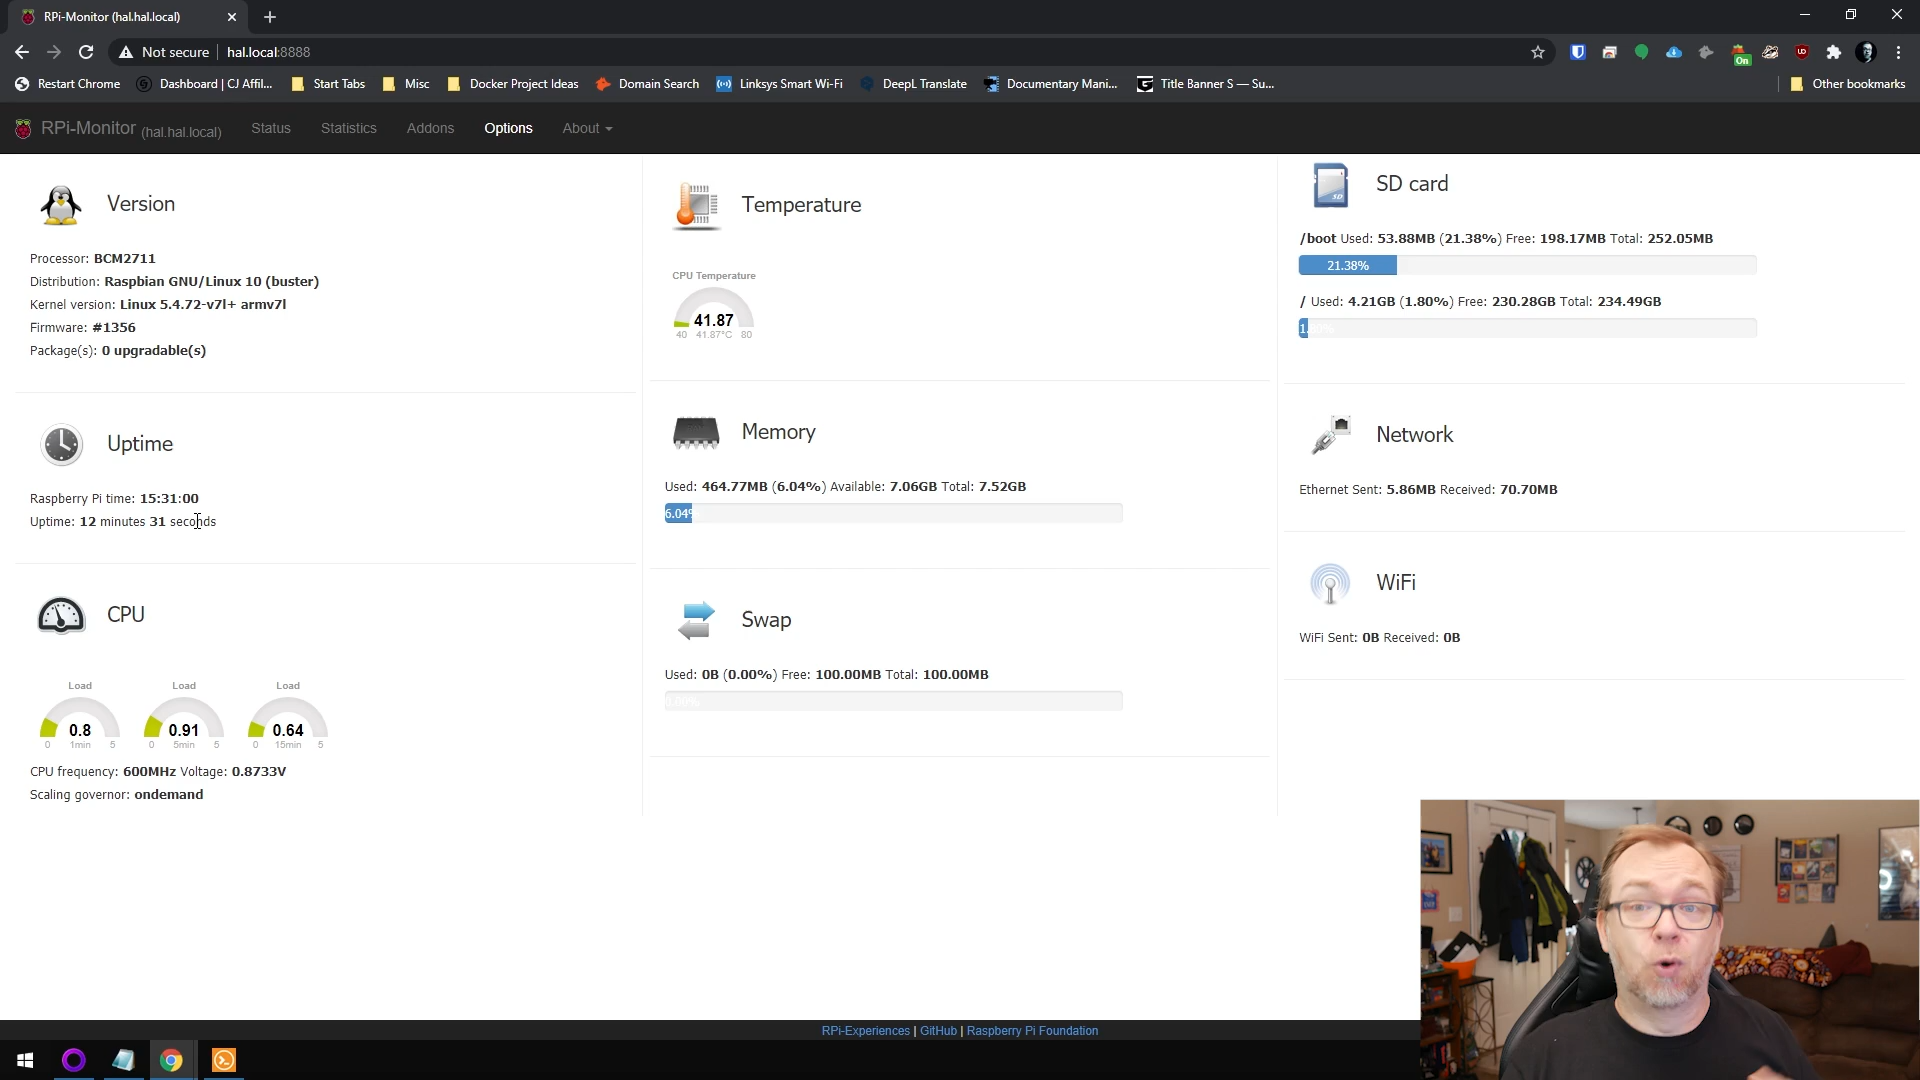 RPi-Monitor (hal.hal.local)
Not secure
hal.local:8888
On
Restart Chrome
Dashboard | CJ Affil...
Start Tabs
Misc
Docker Project Ideas
Domain Search
Linksys Smart Wi-Fi
DeepL Translate
Documentary Mani...
Title Banner S — Su...
Other bookmarks
RPi-Monitor (hal.hal.local)
Status
Statistics
Addons
Options
About
Version
Processor: BCM2711
Distribution: Raspbian GNU/Linux 10 (buster)
Kernel version: Linux 5.4.72-v7l+ armv7l
Firmware: #1356
Package(s): 0 upgradable(s)
Uptime
Raspberry Pi time: 15:31:00
Uptime: 12 minutes 31 seconds
CPU
Load
Load
Load
0.8
0.91
0.64
0 1min 5
0 5min 5
0 15min 5
CPU frequency: 600MHz Voltage: 0.8733V
Scaling governor: ondemand
Temperature
CPU Temperature
41.87
40 41.87°C 80
Memory
Used: 464.77MB (6.04%) Available: 7.06GB Total: 7.52GB
6.04%
Swap
Used: 0B (0.00%) Free: 100.00MB Total: 100.00MB
0.00%
SD card
SD
/boot Used: 53.88MB (21.38%) Free: 198.17MB Total: 252.05MB
21.38%
/ Used: 4.21GB (1.80%) Free: 230.28GB Total: 234.49GB
1.80%
Network
Ethernet Sent: 5.86MB Received: 70.70MB
WiFi
WiFi Sent: 0B Received: 0B
RPi-Experiences | GitHub | Raspberry Pi Foundation